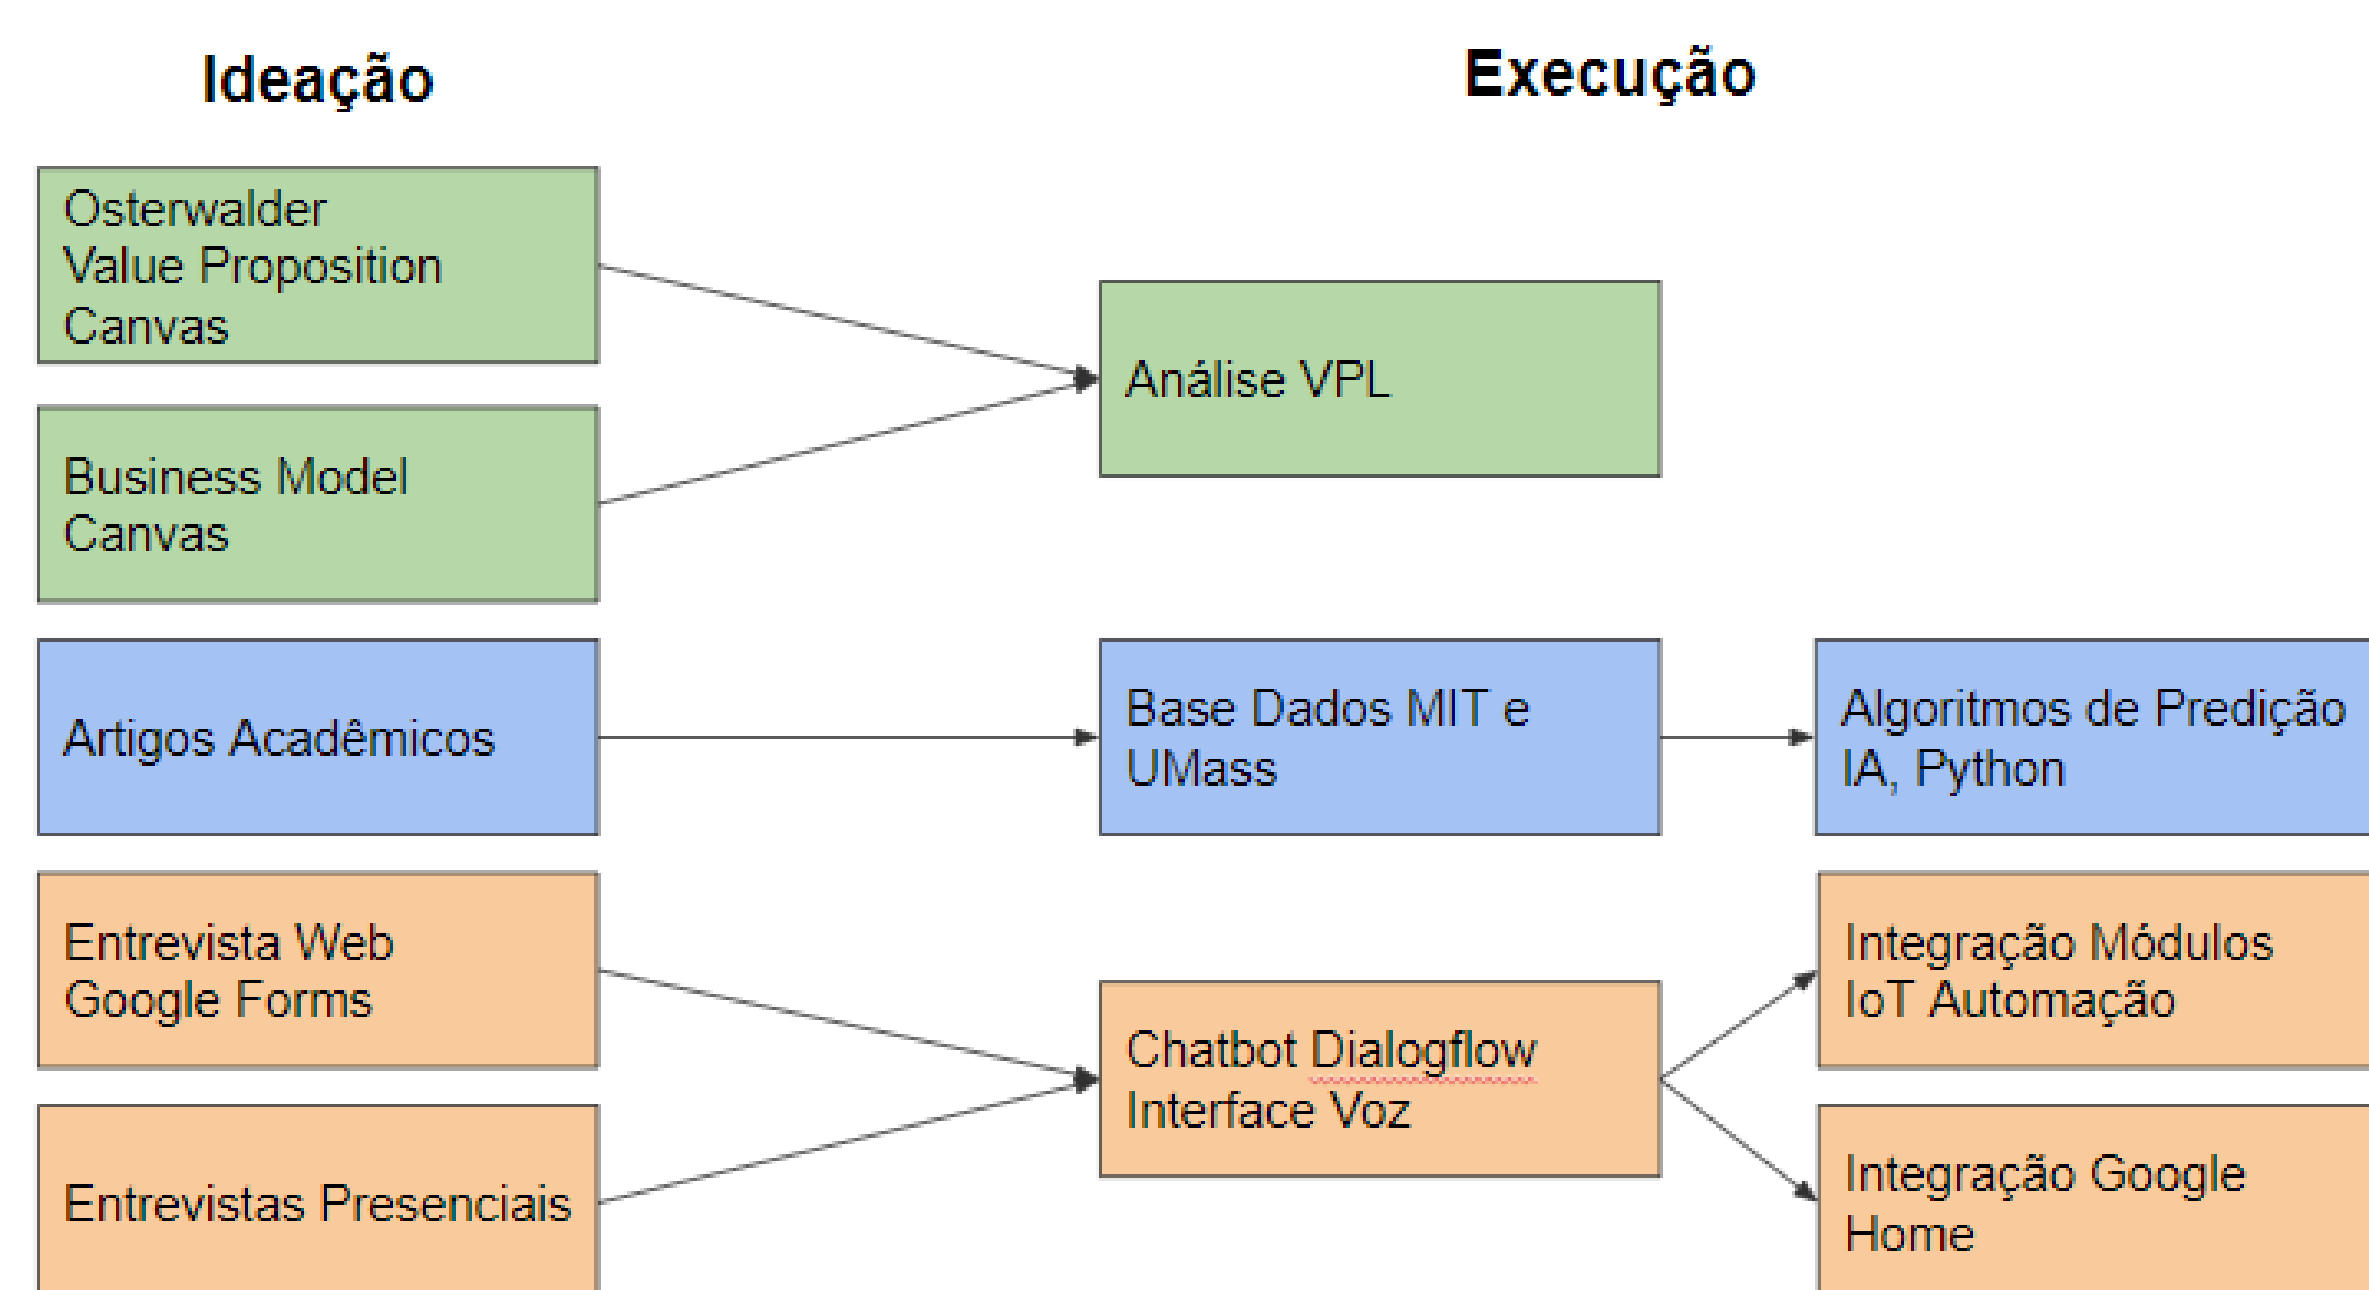 Ideação
Execução
Osterwalder
Value Proposition
Canvas
Análise VPL
Business Model
Canvas
Artigos Acadêmicos
Base Dados MIT e
UMass
Algoritmos de Predição
IA, Python
Entrevista Web
Google Forms
Chatbot Dialogflow
Interface Voz
Integração Módulos
IoT Automação
Entrevistas Presenciais
Integração Google
Home